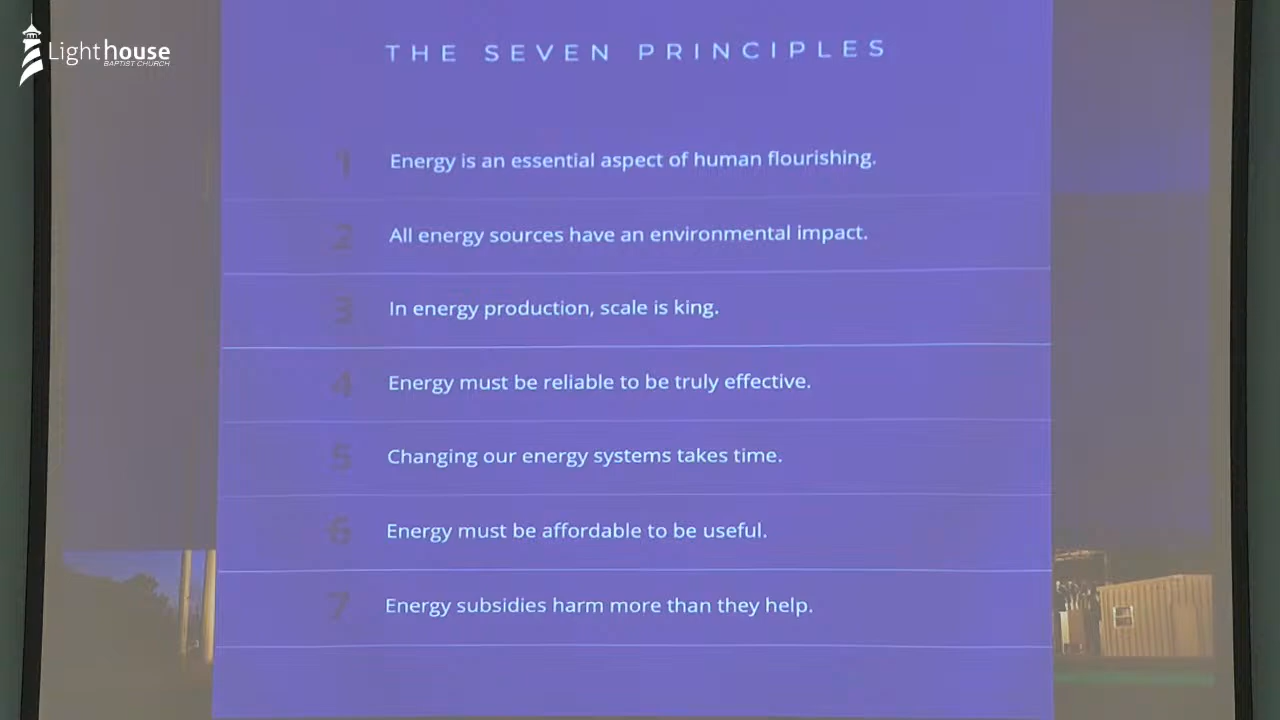 Lighthouse
BAPTIST CHURCH
THE SEVEN PRINCIPLES
1 Energy is an essential aspect of human flourishing.
2 All energy sources have an environmental impact.
3 In energy production, scale is king.
4 Energy must be reliable to be truly effective.
5 Changing our energy systems takes time.
6 Energy must be affordable to be useful.
7 Energy subsidies harm more than they help.